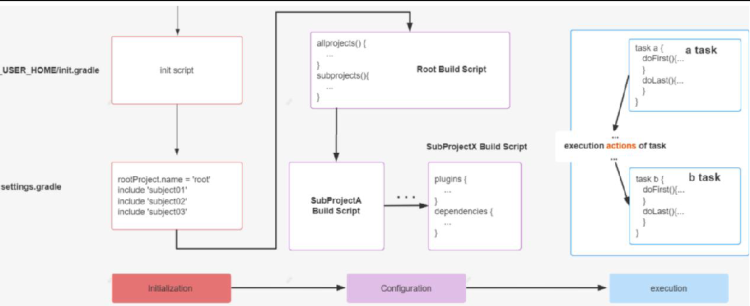 _USER_HOME/init.gradle
init script
settings.gradle
rootProject.name = 'root'
include 'subject01'
include 'subject02'
include 'subject03'
allprojects() {
...
}
subprojects(){
...
}
Root Build Script
SubProjectA
Build Script
...
SubProjectX Build Script
plugins {
...
}
dependencies {
...
}
task a {
doFirst(){...
}
doLast(){...
}
}
a task
...
execution actions of task
...
task b {
doFirst(){...
}
doLast(){...
}
}
b task
Initialization
Configuration
execution